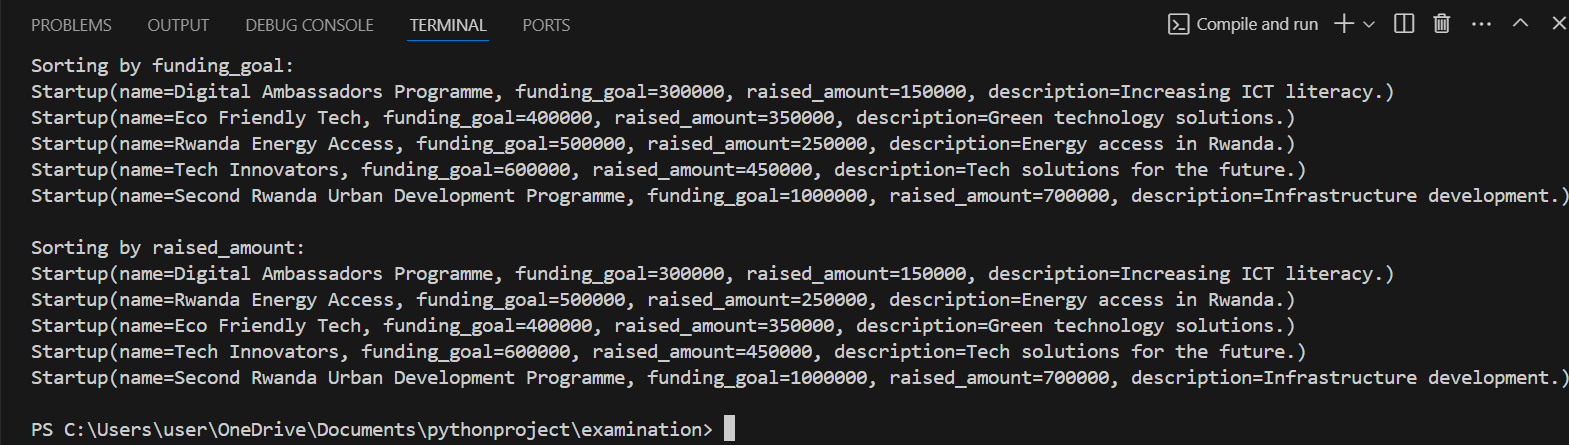 PROBLEMS OUTPUT DEBUG CONSOLE TERMINAL PORTS Compile and run
Sorting by funding_goal:
Startup(name=Digital Ambassadors Programme, funding_goal=300000, raised_amount=150000, description=Increasing ICT literacy.)
Startup(name=Eco Friendly Tech, funding_goal=400000, raised_amount=350000, description=Green technology solutions.)
Startup(name=Rwanda Energy Access, funding_goal=500000, raised_amount=250000, description=Energy access in Rwanda.)
Startup(name=Tech Innovators, funding_goal=600000, raised_amount=450000, description=Tech solutions for the future.)
Startup(name=Second Rwanda Urban Development Programme, funding_goal=1000000, raised_amount=700000, description=Infrastructure development.)
Sorting by raised_amount:
Startup(name=Digital Ambassadors Programme, funding_goal=300000, raised_amount=150000, description=Increasing ICT literacy.)
Startup(name=Rwanda Energy Access, funding_goal=500000, raised_amount=250000, description=Energy access in Rwanda.)
Startup(name=Eco Friendly Tech, funding_goal=400000, raised_amount=350000, description=Green technology solutions.)
Startup(name=Tech Innovators, funding_goal=600000, raised_amount=450000, description=Tech solutions for the future.)
Startup(name=Second Rwanda Urban Development Programme, funding_goal=1000000, raised_amount=700000, description=Infrastructure development.)
PS C:\Users\user\OneDrive\Documents\pythonproject\examination>